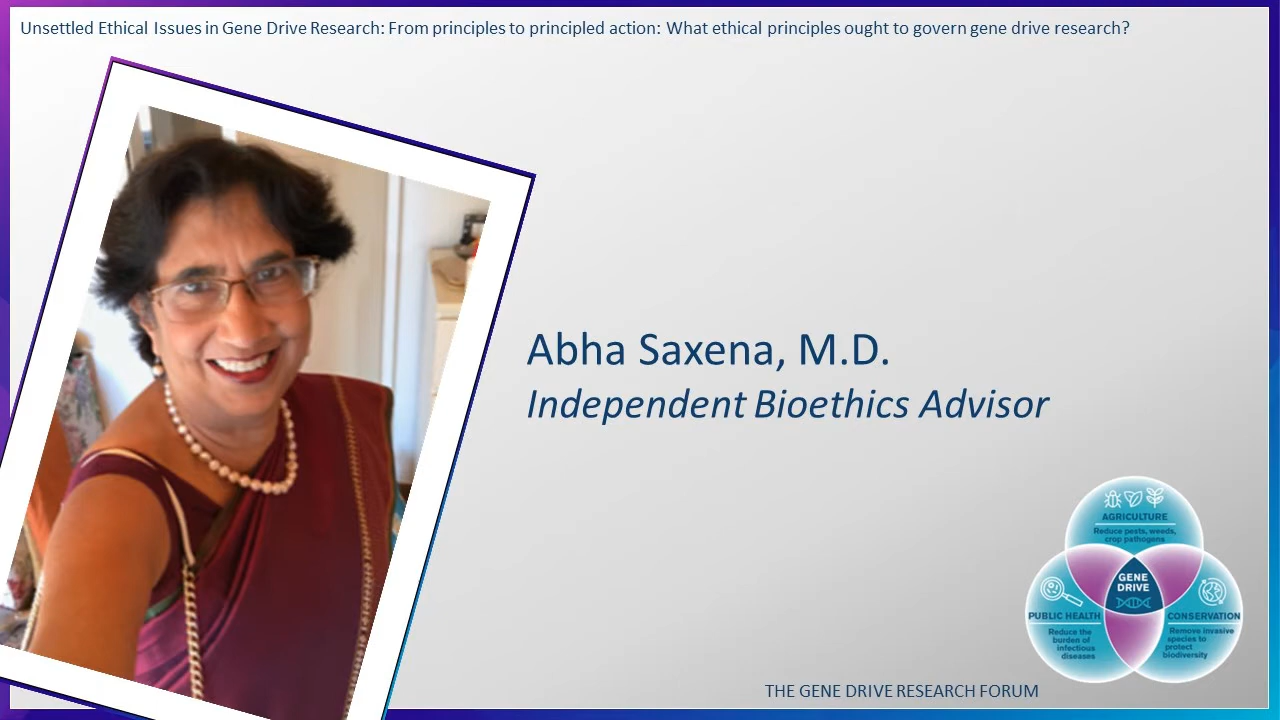 Unsettled Ethical Issues in Gene Drive Research: From principles to principled action: What ethical principles ought to govern gene drive research?
Abha Saxena, M.D.
Independent Bioethics Advisor
AGRICULTURE
Reduce pests, weeds,
crop pathogens
GENE
DRIVE
PUBLIC HEALTH
Reduce the
burden of
infectious
diseases
CONSERVATION
Remove invasive
species to
protect
biodiversity
THE GENE DRIVE RESEARCH FORUM